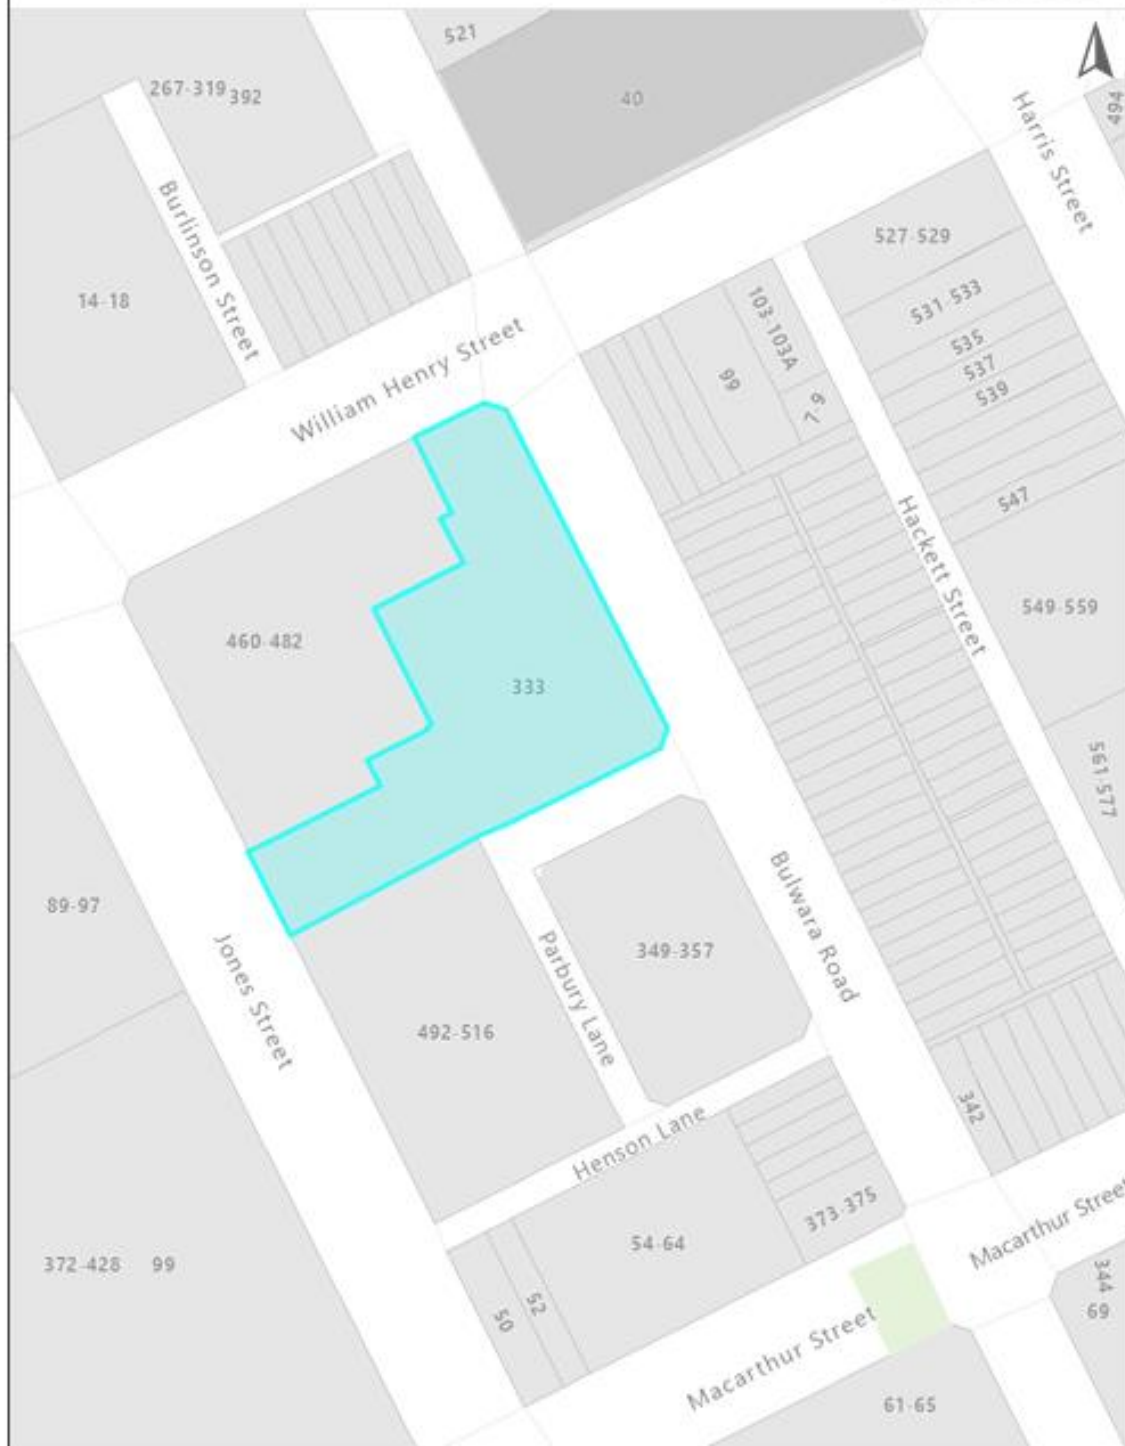 521
267-319
392
40
494
Harris Street
Burlinson Street
527-529
14-18
531-533
103-103A
William Henry Street
535
537
539
99
7-9
547
Hackett Street
460-482
549-559
333
561-577
89-97
Bulwara Road
Jones Street
349-357
Parbury Lane
492-516
342
Henson Lane
373-375
54-64
Macarthur Street
372-428
99
344
69
52
50
Macarthur Street
61-65